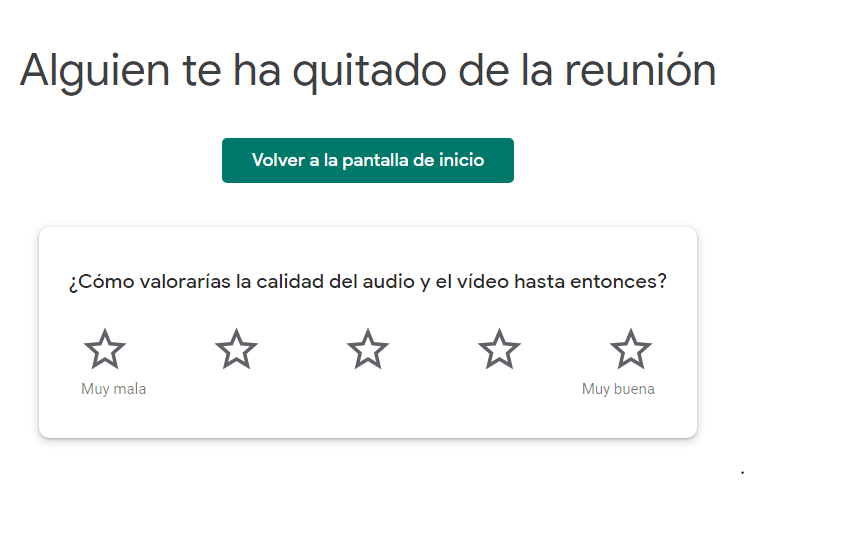 Alguien te ha quitado de la reunión
Volver a la pantalla de inicio
¿Cómo valorarías la calidad del audio y el vídeo hasta entonces?
Muy mala
Muy buena
.